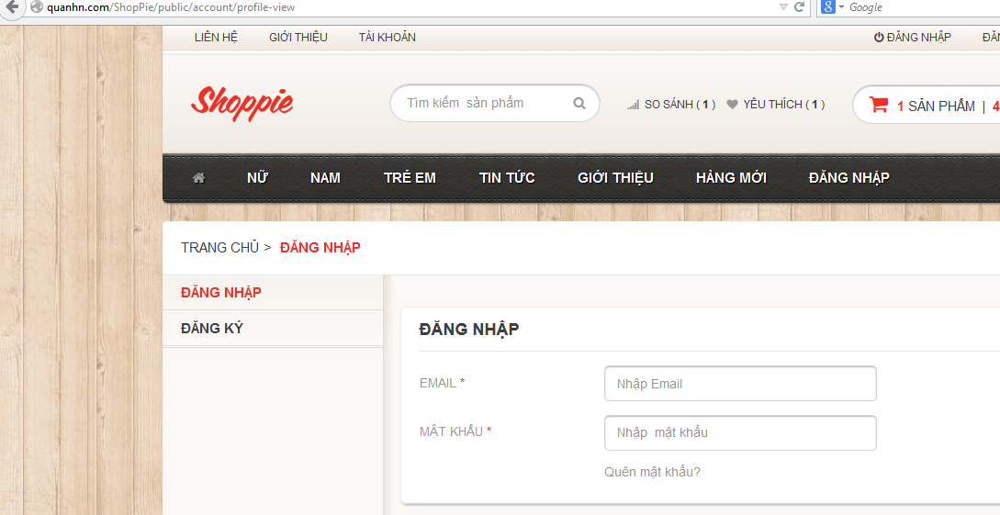 quanhn.com/ShopPie/public/account/profile-view
Google
LIÊN HỆ GIỚI THIỆU TÀI KHOẢN ĐĂNG NHẬP
Shoppie Tìm kiếm sản phẩm SO SÁNH ( 1 ) YÊU THÍCH ( 1 ) 1 SẢN PHẨM | 4
NỮ NAM TRẺ EM TIN TỨC GIỚI THIỆU HÀNG MỚI ĐĂNG NHẬP
TRANG CHỦ > ĐĂNG NHẬP
ĐĂNG NHẬP
ĐĂNG KÝ
ĐĂNG NHẬP
EMAIL * Nhập Email
MẬT KHẨU * Nhập mật khẩu
Quên mật khẩu?